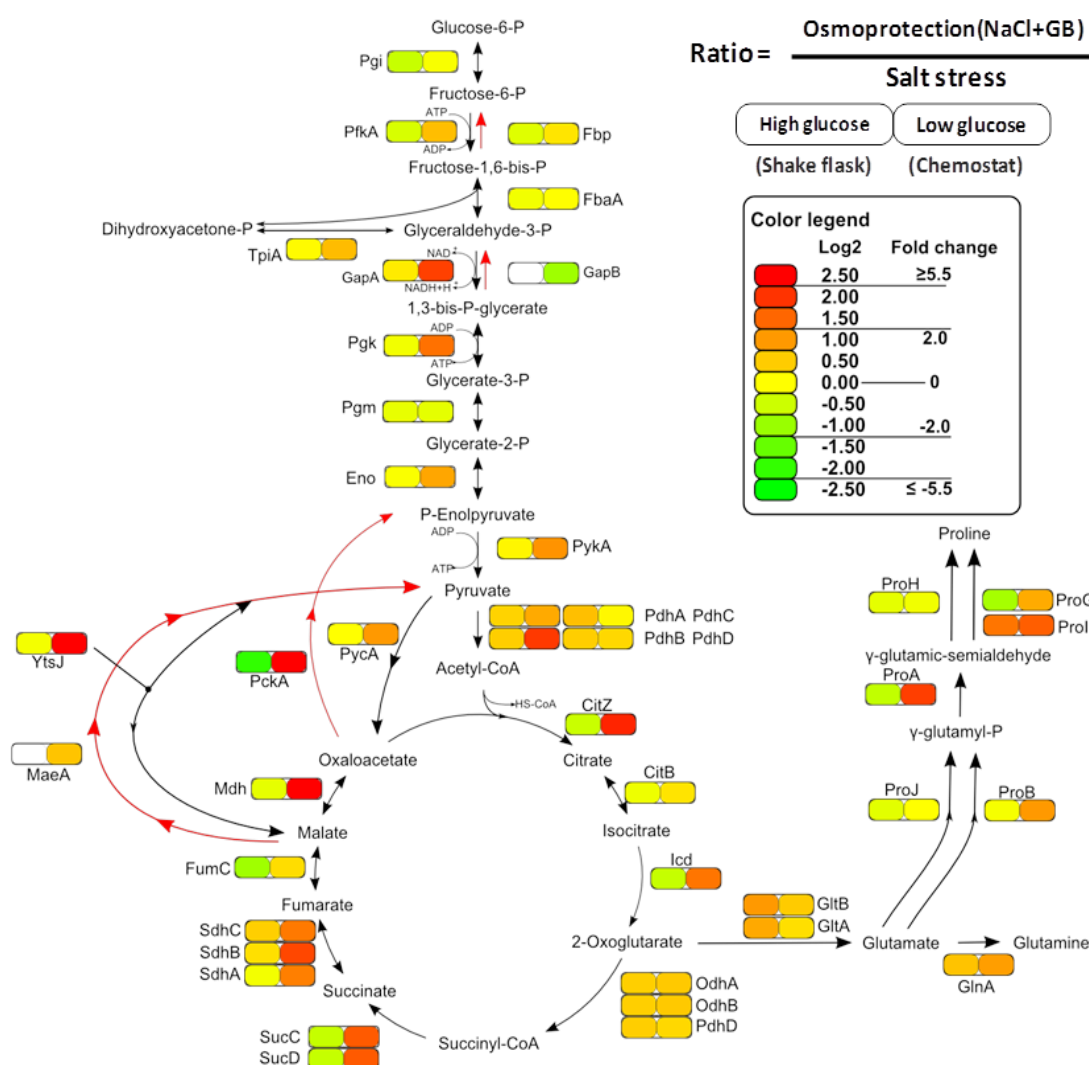 Glucose-6-P
Pgi
Fructose-6-P
ATP
PfkA
ADP
Fbp
Fructose-1,6-bis-P
FbaA
Dihydroxyacetone-P
Glyceraldehyde-3-P
TpiA
NAD+
GapA
NADH+H+
GapB
1,3-bis-P-glycerate
ADP
Pgk
ATP
Glycerate-3-P
Pgm
Glycerate-2-P
Eno
P-Enolpyruvate
ADP
PykA
ATP
Pyruvate
PdhA PdhC
PdhB PdhD
YtsJ
PckA
PycA
Acetyl-CoA
HS-CoA
CitZ
MaeA
Oxaloacetate
Citrate
Mdh
CitB
Malate
Isocitrate
FumC
Icd
Fumarate
SdhC
SdhB
SdhA
2-Oxoglutarate
GltB
GltA
Succinate
OdhA
OdhB
PdhD
SucC
SucD
Succinyl-CoA
Glutamate
Glutamine
GlnA
ProJ
ProB
γ-glutamyl-P
ProA
γ-glutamic-semialdehyde
ProH
ProG
ProI
Proline
Ratio = Osmoprotection(NaCl+GB)
Salt stress
High glucose Low glucose
(Shake flask) (Chemostat)
Color legend
Log2 Fold change
2.50 ≥5.5
2.00
1.50
1.00 2.0
0.50
0.00 0
-0.50
-1.00 -2.0
-1.50
-2.00
-2.50 ≤ -5.5